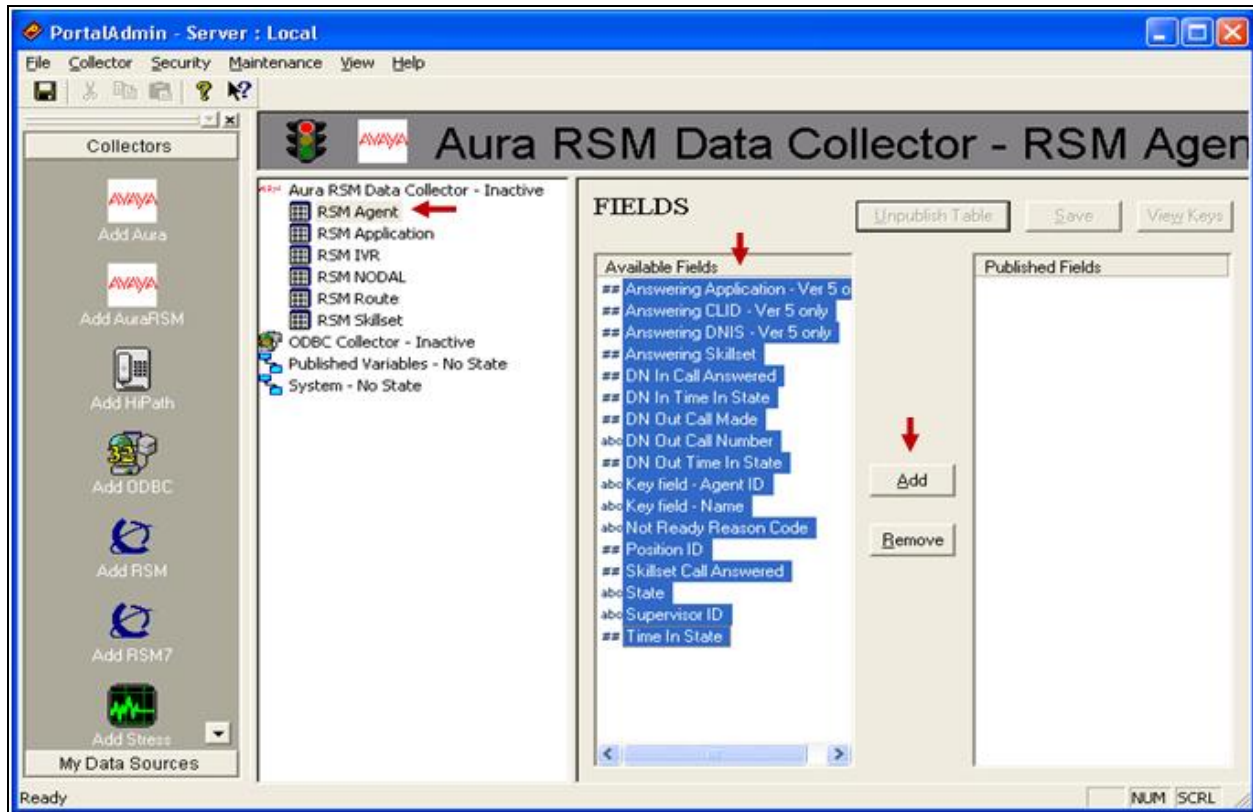 PortalAdmin - Server : Local
File Collector Security Maintenance View Help
Collectors
AVAYA
Add Aura
AVAYA
Add AuraRSM
Add HiPath
32
Add ODBC
Add RSM
Add RSM7
Add Stress
My Data Sources
AVAYA Aura RSM Data Collector - RSM Agen
Aura RSM Data Collector - Inactive
RSM Agent
RSM Application
RSM IVR
RSM NODAL
RSM Route
RSM Skillset
ODBC Collector - Inactive
Published Variables - No State
System - No State
FIELDS
Unpublish Table
Save
View Keys
Available Fields
## Answering Application - Ver 5 o
## Answering CLID - Ver 5 only
## Answering DNIS - Ver 5 only
## Answering Skillset
## DN In Call Answered
## DN In Time In State
## DN Out Call Made
abc DN Out Call Number
## DN Out Time In State
abc Key field - Agent ID
abc Key field - Name
abc Not Ready Reason Code
## Position ID
## Skillset Call Answered
abc State
abc Supervisor ID
## Time In State
Add
Remove
Published Fields
Ready
NUM SCRL